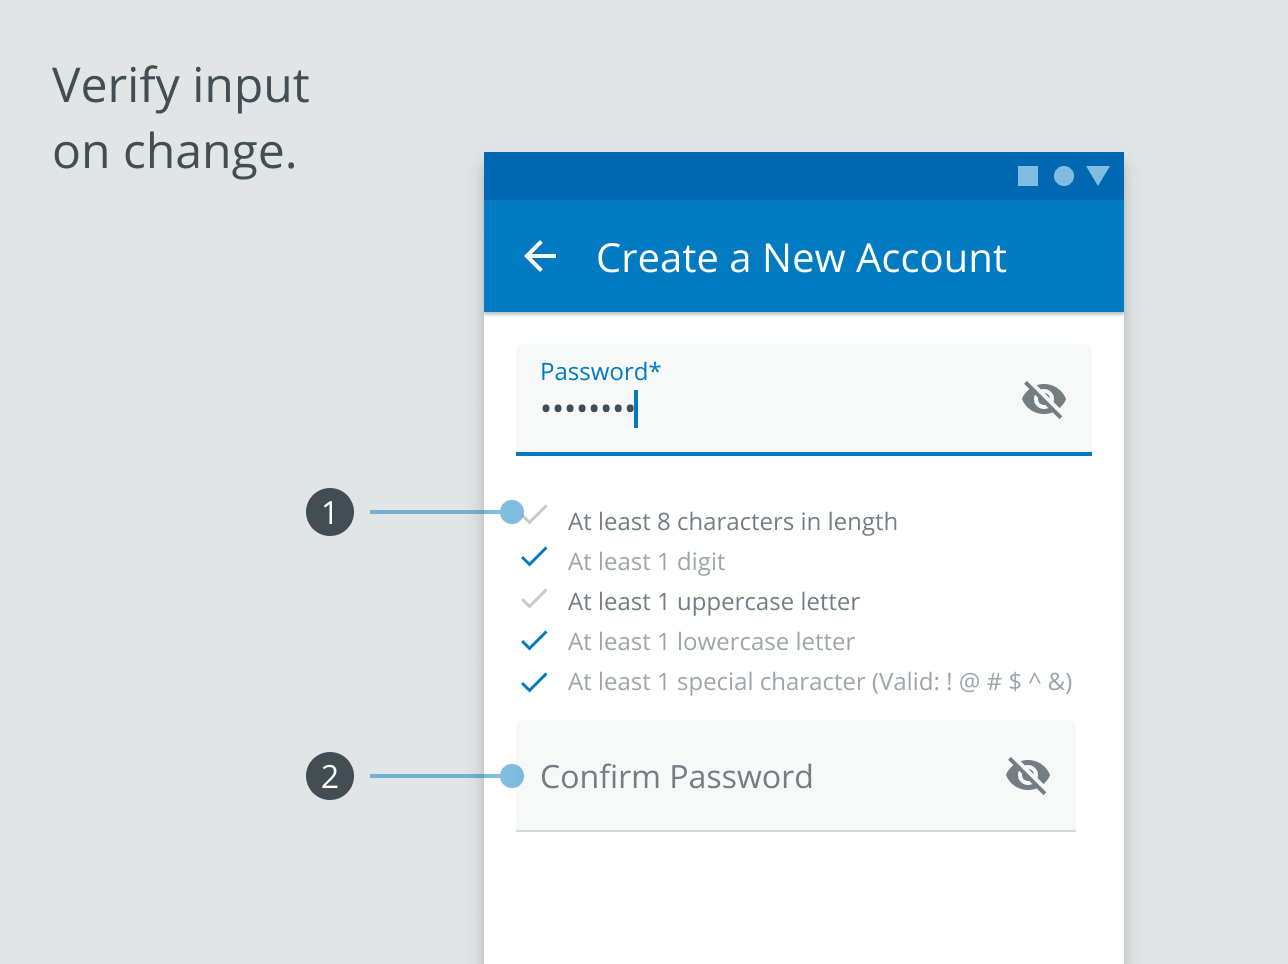 Verify input
on change.
Create a New Account
Password*
••••••••
1
At least 8 characters in length
At least 1 digit
At least 1 uppercase letter
At least 1 lowercase letter
At least 1 special character (Valid: ! @ # $ ^ &)
2
Confirm Password